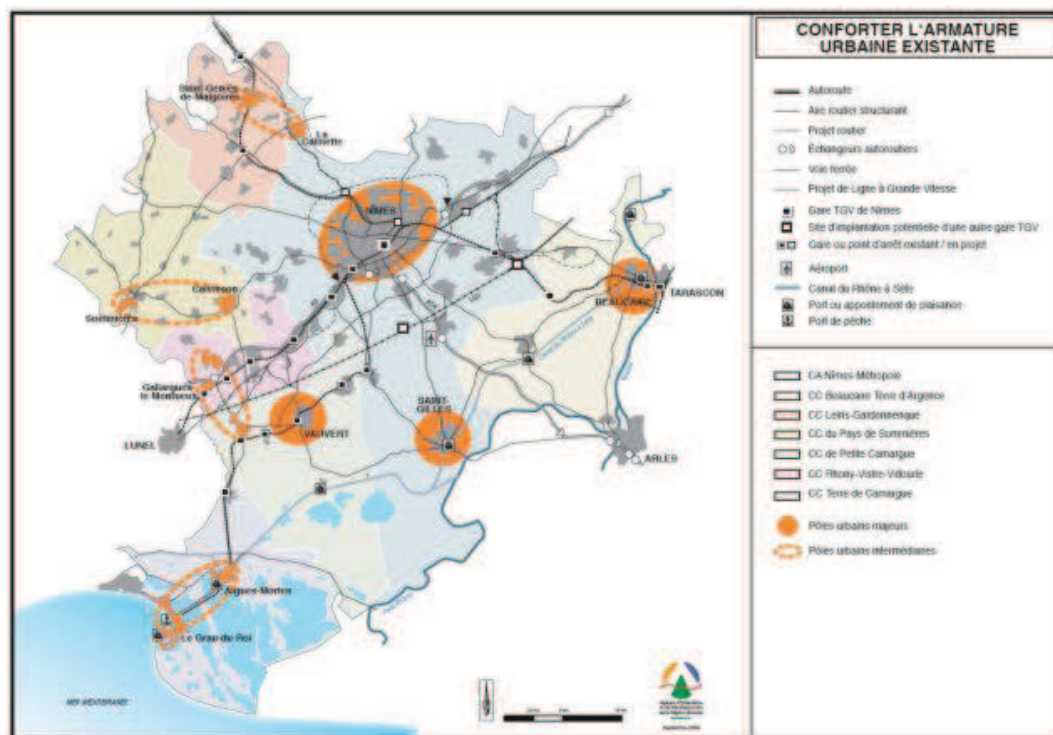 CONFORTER L'ARMATURE
URBAINE EXISTANTE
Autoroute
Axe routier structurant
Projet routier
Échangeurs autoroutiers
Voie ferrée
Projet de Ligne à Grande Vitesse
Gare TGV de Nîmes
Site d'implantation potentielle d'une autre gare TGV
Gare ou point d'arrêt existant / en projet
Aéroport
Canal du Rhône à Sète
Port ou appontement de plaisance
Port de pêche
CA Nîmes Métropole
CC Beaucaire Terre d'Argence
CC Leins-Gardonnenque
CC du Pays de Sommières
CC de Petite Camargue
CC Rhony-Vistre-Vidourle
CC Terre de Camargue
Pôles urbains majeurs
Pôles urbains intermédiaires
Saint-Geniès
de-Malgoires
La
Calmette
NÎMES
Calvisson
Sommières
BEAUCAIRE
TARASCON
Gallargues
le-Montueux
LUNEL
VAUVERT
SAINT-
GILLES
ARLES
Aigues-Mortes
Le Grau-du-Roi
MER MEDITERRANEE